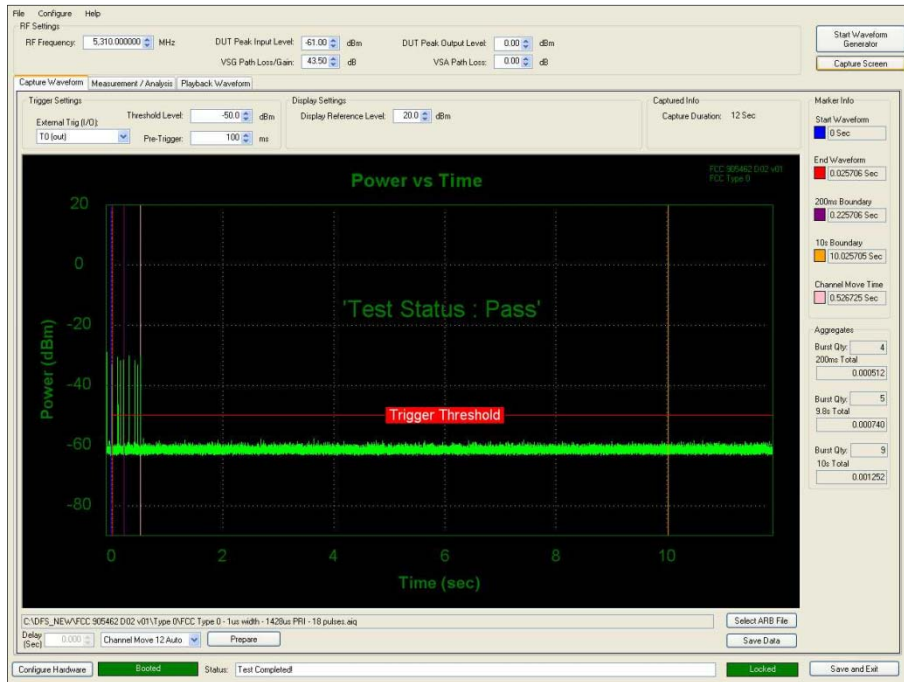 File Configure Help
RF Settings
RF Frequency: 5,310.000000 MHz
DUT Peak Input Level: -61.00 dBm
DUT Peak Output Level: 0.00 dBm
VSG Path Loss/Gain: 43.50 dB
VSA Path Loss: 0.00 dB
Start Waveform Generator
Capture Screen
Capture Waveform Measurement / Analysis Playback Waveform
Trigger Settings
External Trig (I/O):
T0 (out)
Threshold Level: -50.0 dBm
Pre-Trigger: 100 ms
Display Settings
Display Reference Level: 20.0 dBm
Captured Info
Capture Duration: 12 Sec
Marker Info
Start Waveform
0 Sec
End Waveform
0.025706 Sec
200ms Boundary
0.225706 Sec
10s Boundary
10.025705 Sec
Channel Move Time
0.526725 Sec
Aggregates
Burst Qty: 4
200ms Total
0.000512
Burst Qty: 5
9.8s Total
0.000740
Burst Qty: 9
10s Total
0.001252
Power vs Time
FCC 905462 D02 v01
FCC Type 0
20
0
-20
-40
-60
-80
Power (dBm)
'Test Status : Pass'
Trigger Threshold
0 2 4 6 8 10
Time (sec)
C:\DFS_NEW\FCC 905462 D02 v01\Type 0\FCC Type 0 - 1us width - 1428us PRI - 18 pulses.aiq
Select ARB File
Delay (Sec) 0.000
Channel Move 12 Auto
Prepare
Save Data
Configure Hardware
Booted
Status: Test Completed!
Locked
Save and Exit